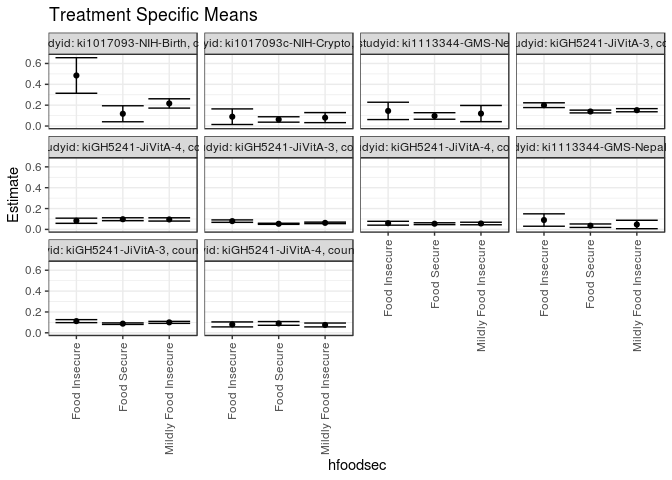 Treatment Specific Means
dyid: ki1017093-NIH-Birth, c
yid: ki1017093c-NIH-Crypto,
studyid: ki1113344-GMS-Ne
udyid: kiGH5241-JiVitA-3, co
0.6
0.4
0.2
0.0
udyid: kiGH5241-JiVitA-4, co
udyid: kiGH5241-JiVitA-3, co
udyid: kiGH5241-JiVitA-4, co
yid: ki1113344-GMS-Nepal
0.6
0.4
0.2
0.0
Estimate
yid: kiGH5241-JiVitA-3, coun
yid: kiGH5241-JiVitA-4, coun
0.6
0.4
0.2
0.0
Food Insecure
Food Secure
Mildly Food Insecure
Food Insecure
Food Secure
Mildly Food Insecure
Food Insecure
Food Secure
Mildly Food Insecure
Food Insecure
Food Secure
Mildly Food Insecure
hfoodsec